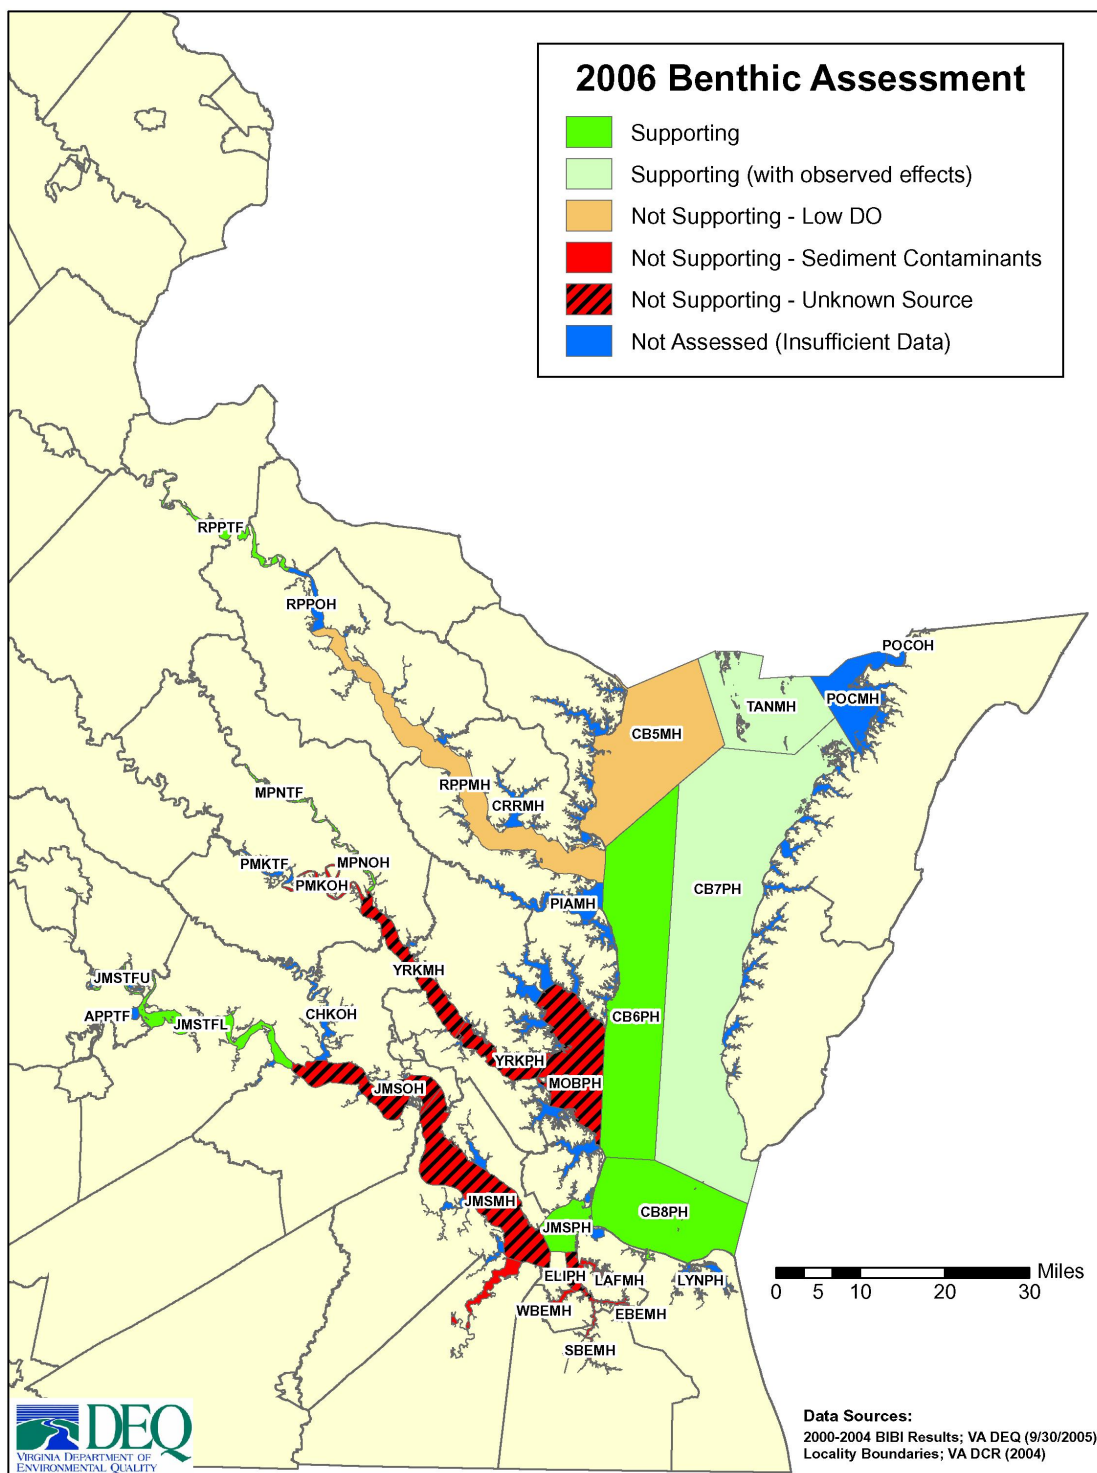 2006 Benthic Assessment
Supporting
Supporting (with observed effects)
Not Supporting - Low DO
Not Supporting - Sediment Contaminants
Not Supporting - Unknown Source
Not Assessed (Insufficient Data)
RPPTF
RPPOH
POCOH
POCMH
TANMH
CB5MH
RPPMH
CRRMH
MPNTF
MPNOH
PMKTF
PMKOH
CB7PH
PIAMH
YRKMH
JMSTFU
APPTF
JMSTFL
CHKOH
CB6PH
YRKPH
MOBPH
JMSOH
JMSMH
CB8PH
JMSPH
ELIPH
LAFMH
LYNPH
WBEMH
EBEMH
SBEMH
Miles
0 5 10 20 30
DEQ
VIRGINIA DEPARTMENT OF
ENVIRONMENTAL QUALITY
Data Sources:
2000-2004 BIBI Results; VA DEQ (9/30/2005)
Locality Boundaries; VA DCR (2004)